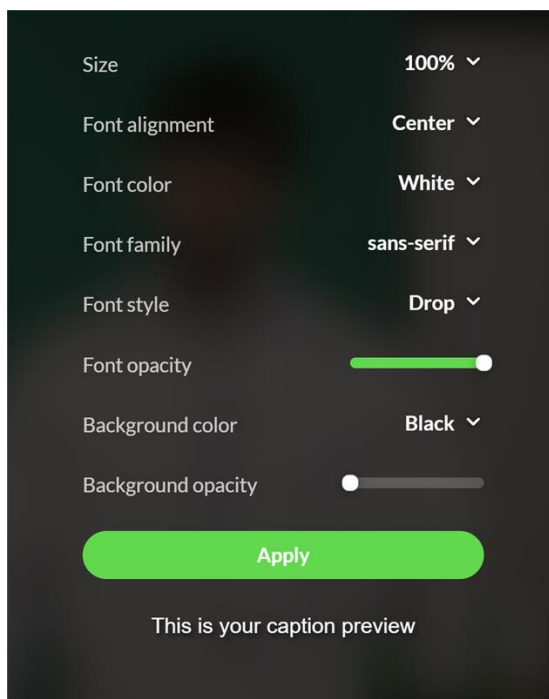 Size 100%
Font alignment Center
Font color White
Font family sans-serif
Font style Drop
Font opacity
Background color Black
Background opacity
Apply
This is your caption preview